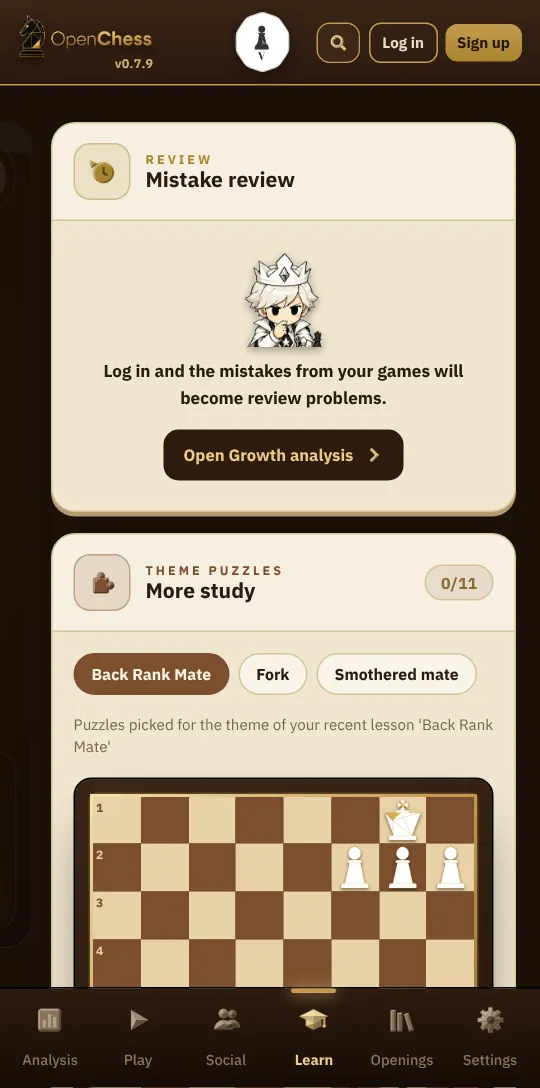 OpenChess
v0.7.9
V
Log in
Sign up
REVIEW
Mistake review
Log in and the mistakes from your games will
become review problems.
Open Growth analysis
THEME PUZZLES
More study
0/11
Back Rank Mate
Fork
Smothered mate
Puzzles picked for the theme of your recent lesson 'Back Rank
Mate'
1
2
3
4
Analysis
Play
Social
Learn
Openings
Settings